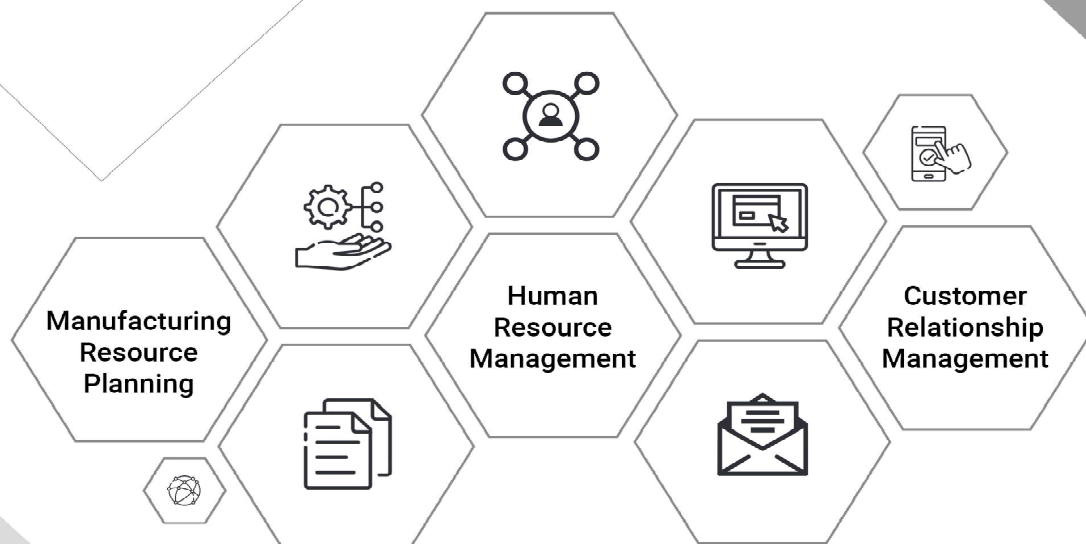 Manufacturing
Resource
Planning
Human
Resource
Management
Customer
Relationship
Management